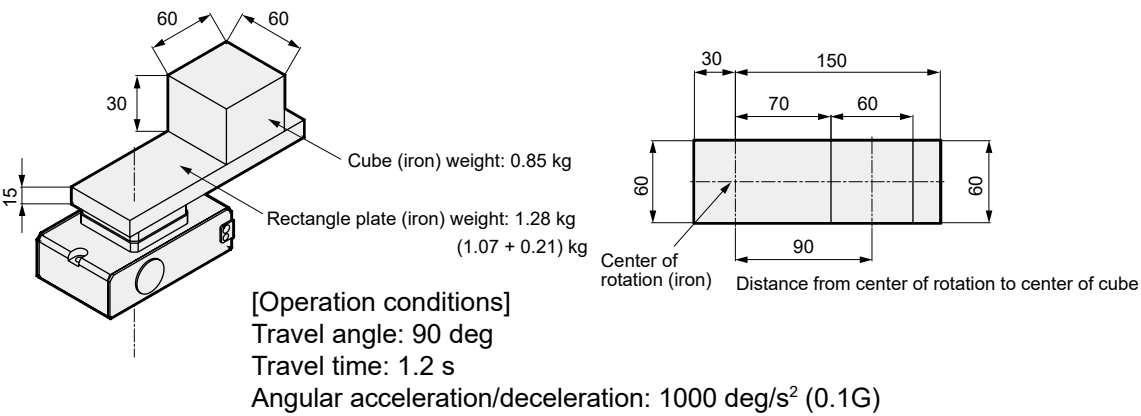 60
60
30
15
Cube (iron) weight: 0.85 kg
Rectangle plate (iron) weight: 1.28 kg
(1.07 + 0.21) kg
30
150
70
60
60
60
90
Center of
rotation (iron)
Distance from center of rotation to center of cube
[Operation conditions]
Travel angle: 90 deg
Travel time: 1.2 s
Angular acceleration/deceleration: 1000 deg/s² (0.1G)